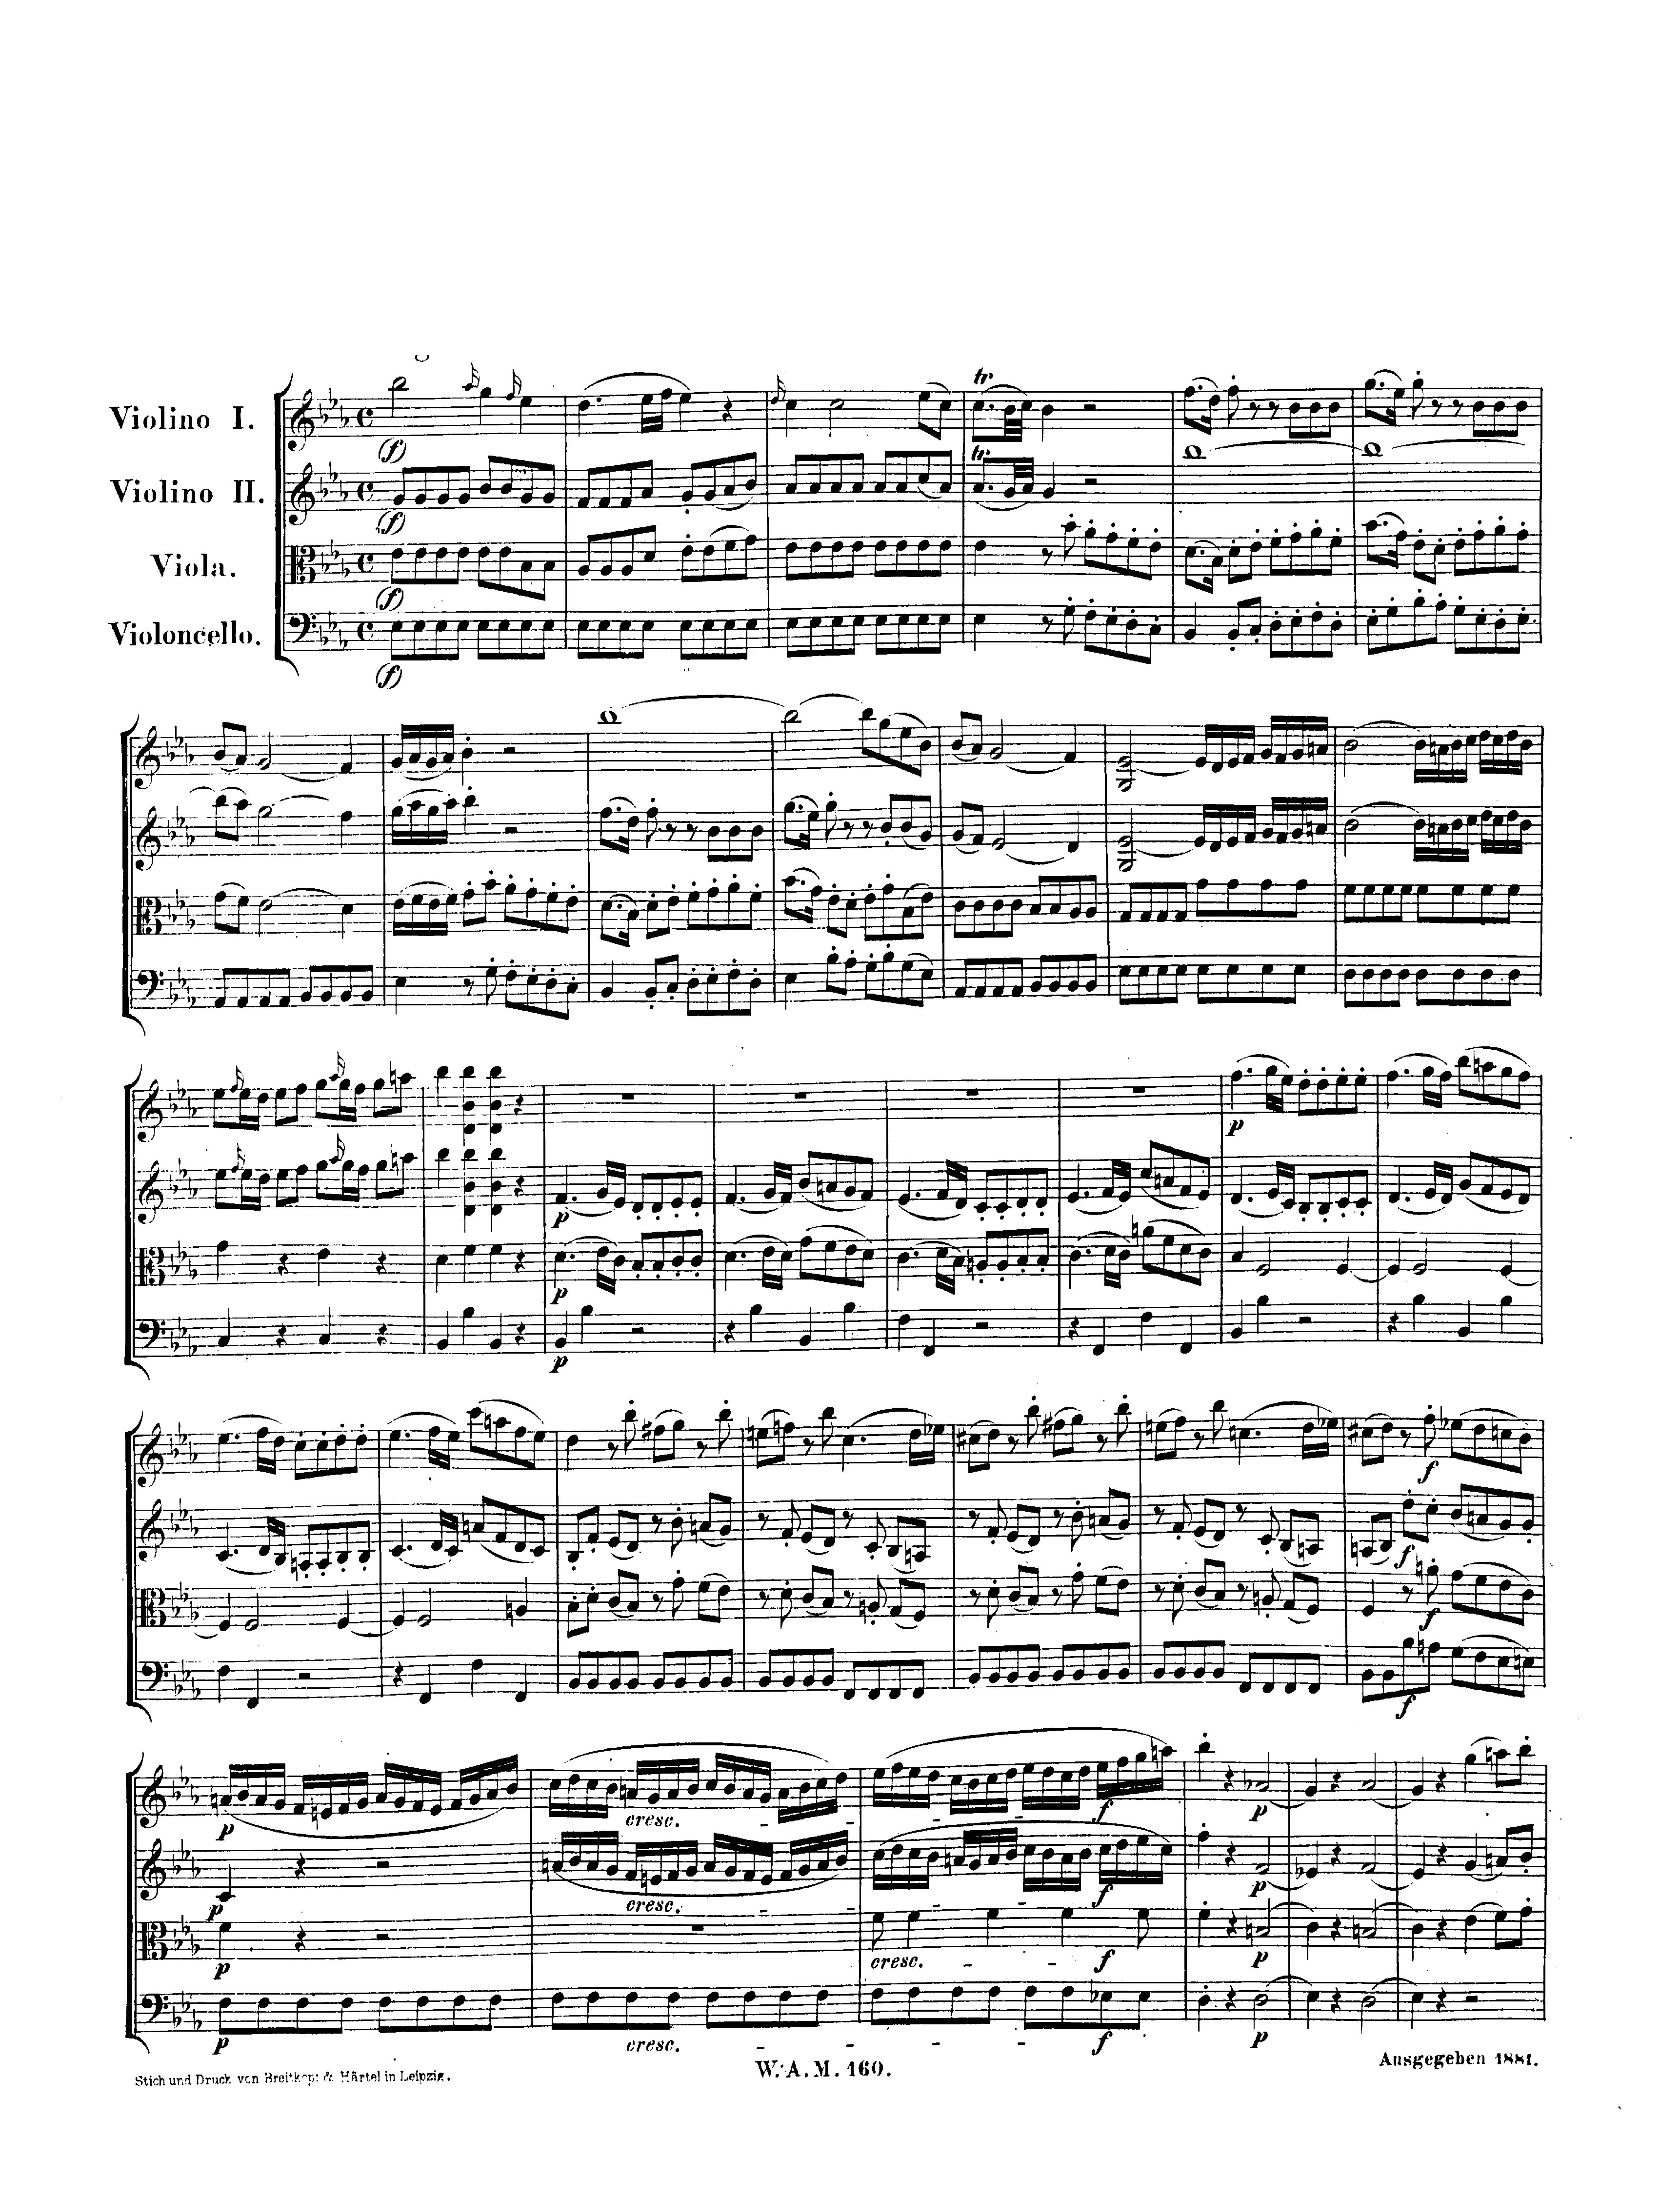 Violino I.
tr
(f)
Violino II.
tr
(f)
Viola.
(f)
Violoncello.
(f)
p
p
p
p
f
f
f
f
p
cresc.
f
p
p
cresc.
f
p
p
cresc.
f
p
p
cresc.
f
p
Stich und Druck von Breitkopf & Härtel in Leipzig.
W. A. M. 160.
Ausgegeben 1881.